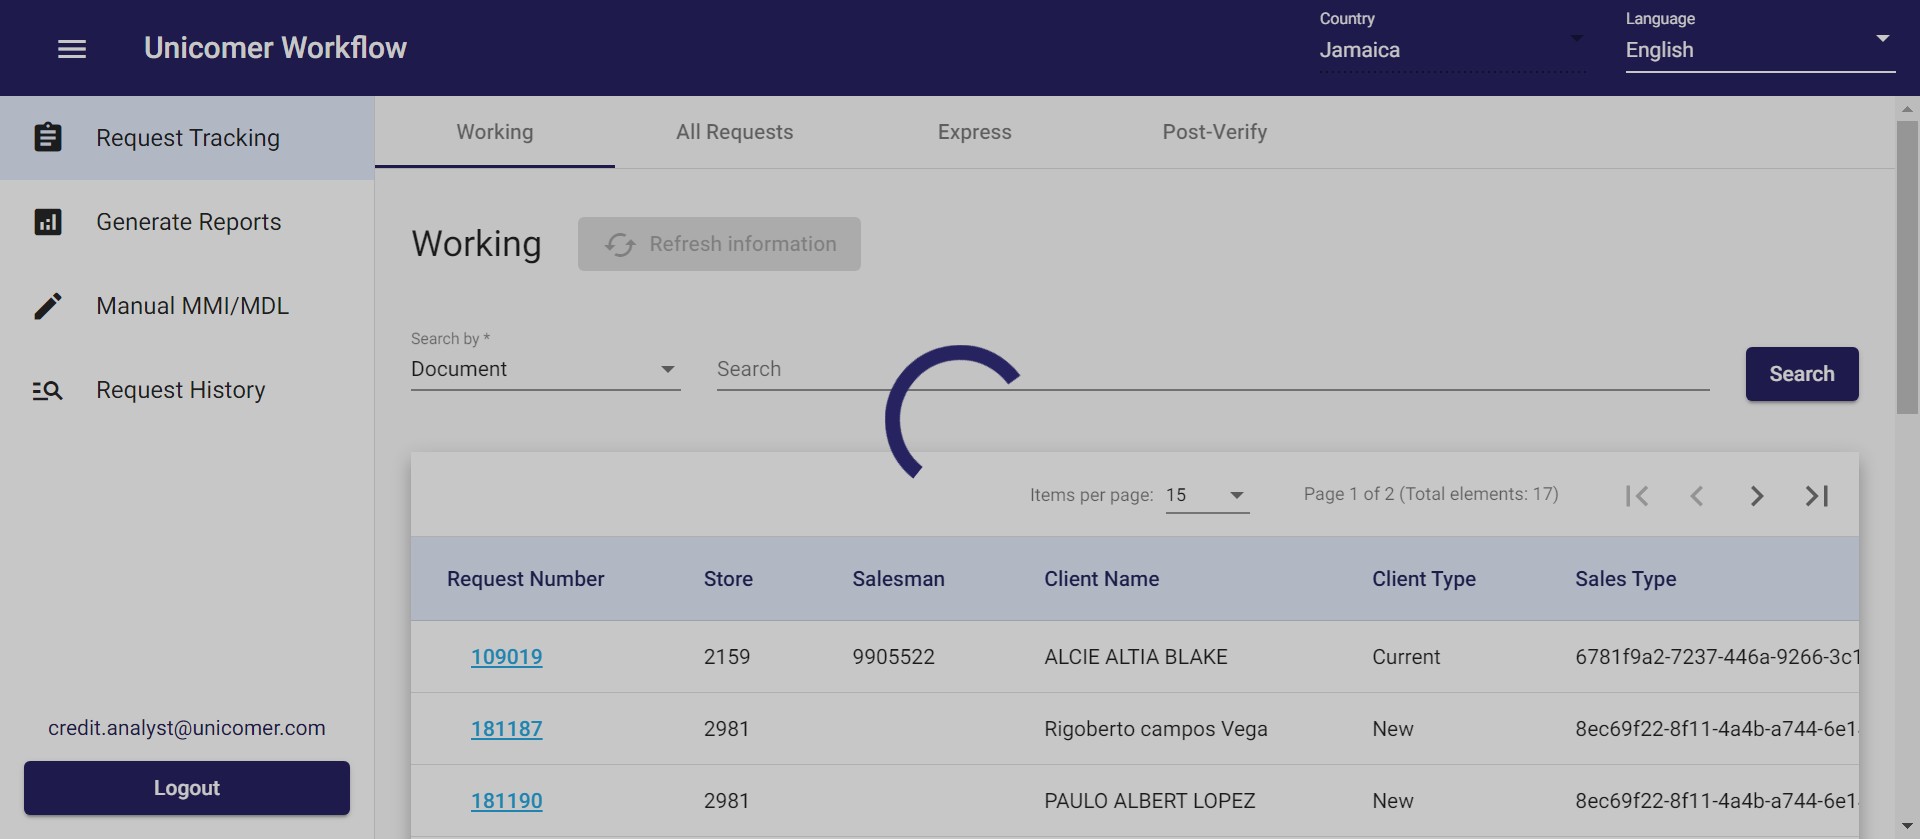 Unicomer Workflow
Country
Jamaica
Language
English
Request Tracking
Generate Reports
Manual MMI/MDL
Request History
credit.analyst@unicomer.com
Logout
Working All Requests Express Post-Verify
Working
Refresh information
Search by *
Document
Search
Search
Items per page: 15 Page 1 of 2 (Total elements: 17)
Request Number Store Salesman Client Name Client Type Sales Type
109019 2159 9905522 ALCIE ALTIA BLAKE Current 6781f9a2-7237-446a-9266-3c1
181187 2981 Rigoberto campos Vega New 8ec69f22-8f11-4a4b-a744-6e1
181190 2981 PAULO ALBERT LOPEZ New 8ec69f22-8f11-4a4b-a744-6e1